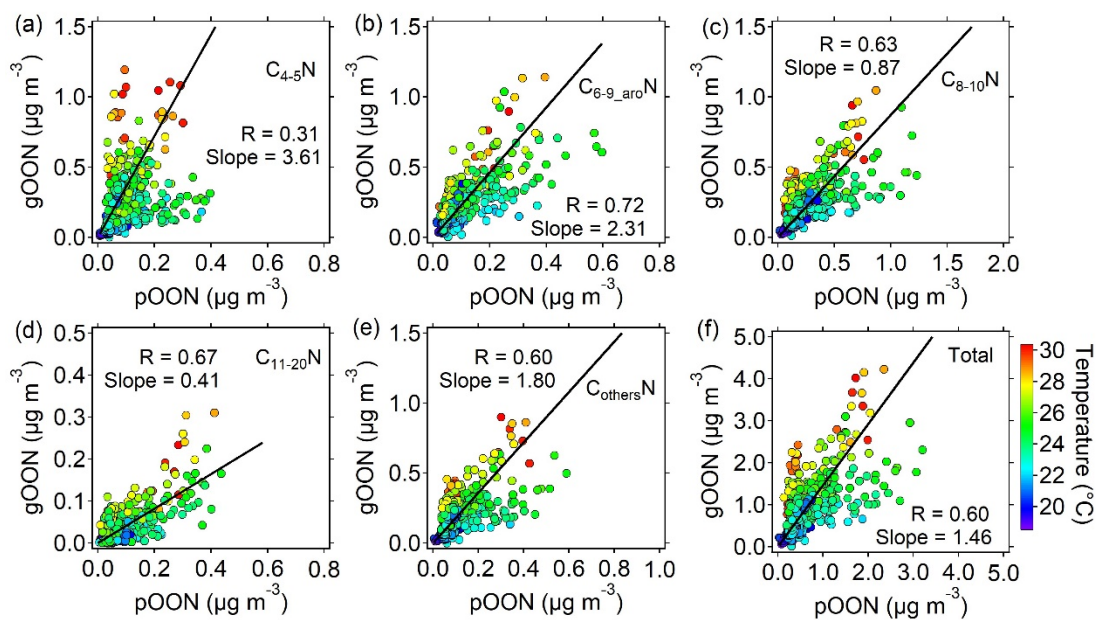 (a)
1.5
1.0
0.5
0.0
gOON (µg m⁻³)
C₄₋₅N
R = 0.31
Slope = 3.61
0.0 0.2 0.4 0.6 0.8
pOON (µg m⁻³)
(b)
1.5
1.0
0.5
0.0
gOON (µg m⁻³)
C6-9_aroN
R = 0.72
Slope = 2.31
0.0 0.2 0.4 0.6 0.8
pOON (µg m⁻³)
(c)
1.5
1.0
0.5
0.0
gOON (µg m⁻³)
R = 0.63
Slope = 0.87
C₈₋₁₀N
0.0 0.5 1.0 1.5 2.0
pOON (µg m⁻³)
(d)
0.5
0.4
0.3
0.2
0.1
0.0
gOON (µg m⁻³)
R = 0.67
Slope = 0.41
C₁₁₋₂₀N
0.0 0.2 0.4 0.6 0.8
pOON (µg m⁻³)
(e)
1.5
1.0
0.5
0.0
gOON (µg m⁻³)
R = 0.60
Slope = 1.80
CothersN
0.0 0.2 0.4 0.6 0.8 1.0
pOON (µg m⁻³)
(f)
5.0
4.0
3.0
2.0
1.0
0.0
gOON (µg m⁻³)
Total
R = 0.60
Slope = 1.46
0.0 1.0 2.0 3.0 4.0 5.0
pOON (µg m⁻³)
30
28
26
24
22
20
Temperature (°C)